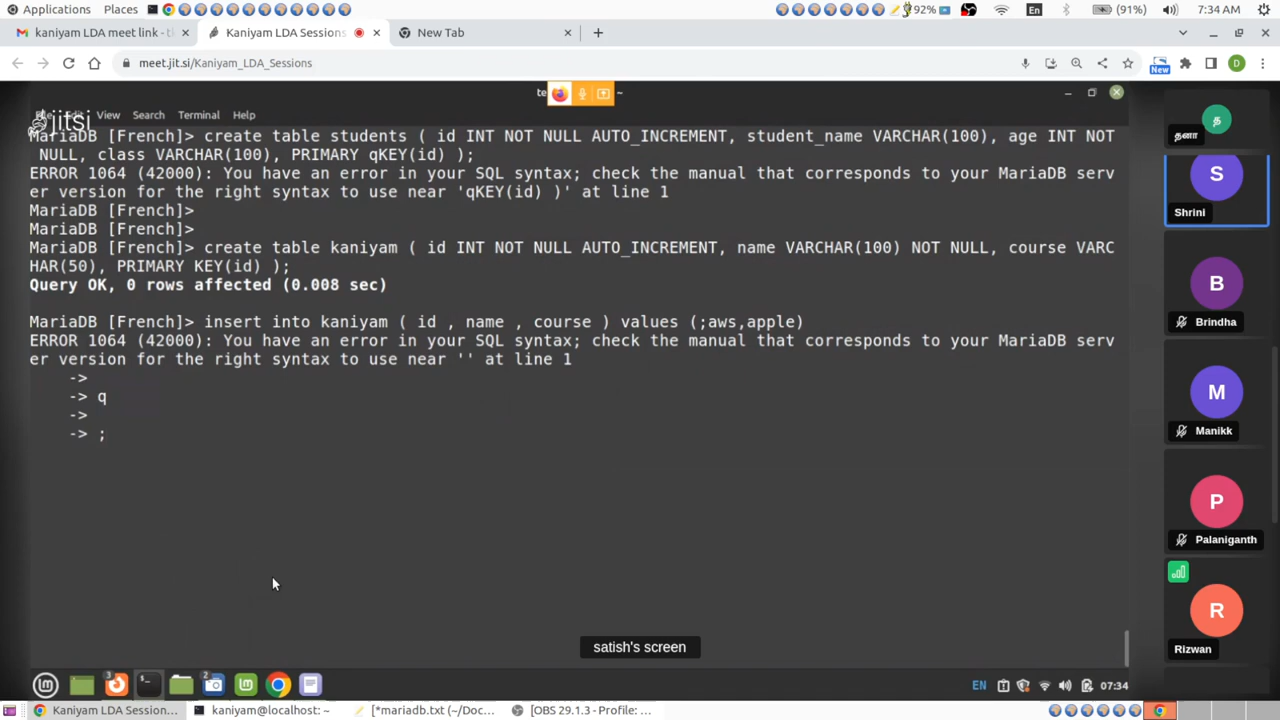 Applications Places 92% En (91%) 7:34 AM
kaniyam LDA meet link - t Kaniyam LDA Sessions New Tab
meet.jit.si/Kaniyam_LDA_Sessions New D
jitsi
View Search Terminal Help
MariaDB [French]> create table students ( id INT NOT NULL AUTO_INCREMENT, student_name VARCHAR(100), age INT NOT
NULL, class VARCHAR(100), PRIMARY qKEY(id) );
ERROR 1064 (42000): You have an error in your SQL syntax; check the manual that corresponds to your MariaDB serv
er version for the right syntax to use near 'qKEY(id) )' at line 1
MariaDB [French]>
MariaDB [French]>
MariaDB [French]> create table kaniyam ( id INT NOT NULL AUTO_INCREMENT, name VARCHAR(100) NOT NULL, course VARC
HAR(50), PRIMARY KEY(id) );
Query OK, 0 rows affected (0.008 sec)
MariaDB [French]> insert into kaniyam ( id , name , course ) values (;aws,apple)
ERROR 1064 (42000): You have an error in your SQL syntax; check the manual that corresponds to your MariaDB serv
er version for the right syntax to use near '' at line 1
->
-> q
->
-> ;
satish's screen
த
தனா
S
Shrini
B
Brindha
M
Manikk
P
Palaniganth
R
Rizwan
3 2 EN 07:34
Kaniyam LDA Session... kaniyam@localhost: ~ [*mariadb.txt (~/Doc... [OBS 29.1.3 - Profile: ...